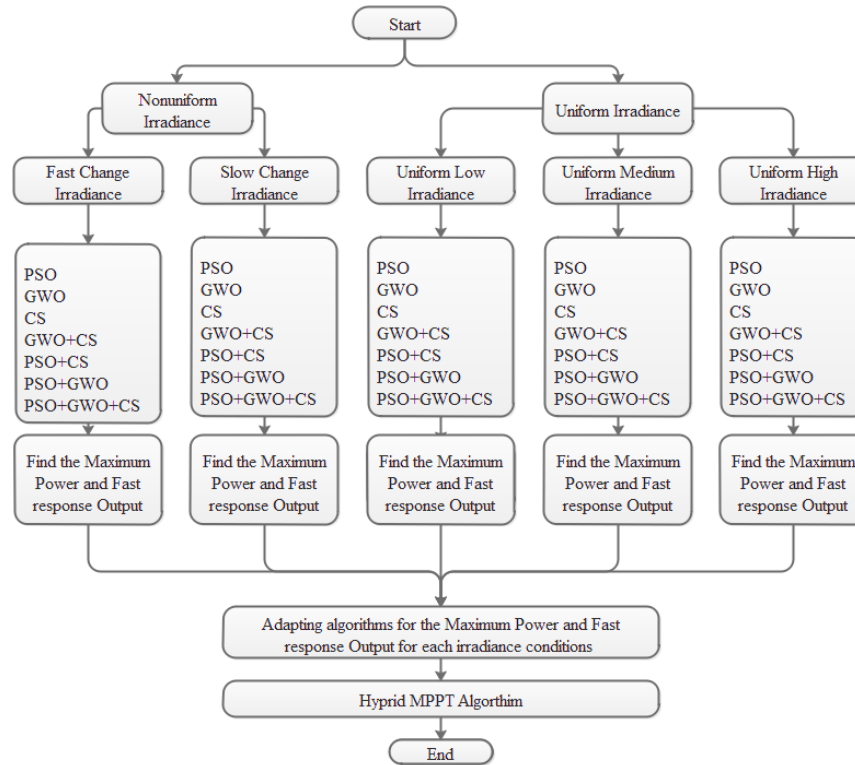 Start
Nonuniform
Irradiance
Uniform Irradiance
Fast Change
Irradiance
Slow Change
Irradiance
Uniform Low
Irradiance
Uniform Medium
Irradiance
Uniform High
Irradiance
PSO
GWO
CS
GWO+CS
PSO+CS
PSO+GWO
PSO+GWO+CS
PSO
GWO
CS
GWO+CS
PSO+CS
PSO+GWO
PSO+GWO+CS
PSO
GWO
CS
GWO+CS
PSO+CS
PSO+GWO
PSO+GWO+CS
PSO
GWO
CS
GWO+CS
PSO+CS
PSO+GWO
PSO+GWO+CS
PSO
GWO
CS
GWO+CS
PSO+CS
PSO+GWO
PSO+GWO+CS
Find the Maximum
Power and Fast
response Output
Find the Maximum
Power and Fast
response Output
Find the Maximum
Power and Fast
response Output
Find the Maximum
Power and Fast
response Output
Find the Maximum
Power and Fast
response Output
Adapting algorithms for the Maximum Power and Fast
response Output for each irradiance conditions
Hyprid MPPT Algorthim
End